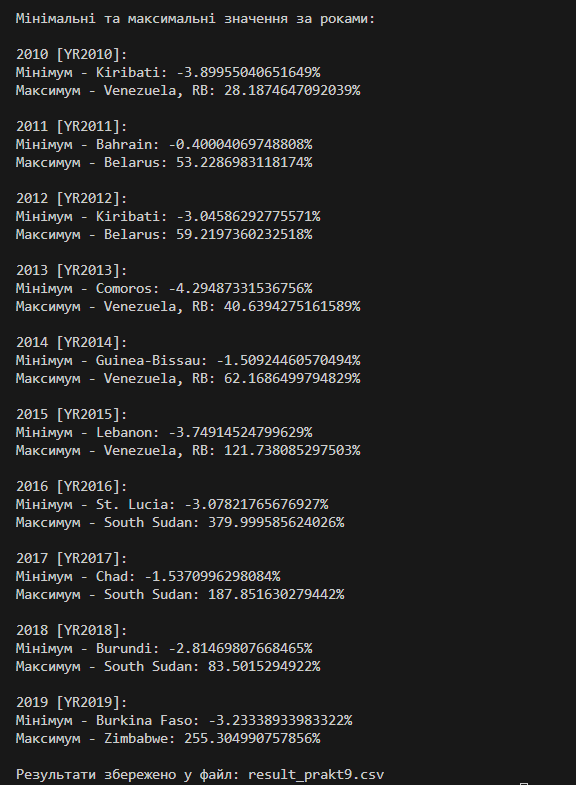 Мінімальні та максимальні значення за роками:

2010 [YR2010]:
Мінімум - Kiribati: -3.89955040651649%
Максимум - Venezuela, RB: 28.1874647092039%

2011 [YR2011]:
Мінімум - Bahrain: -0.40004069748808%
Максимум - Belarus: 53.2286983118174%

2012 [YR2012]:
Мінімум - Kiribati: -3.04586292775571%
Максимум - Belarus: 59.2197360232518%

2013 [YR2013]:
Мінімум - Comoros: -4.29487331536756%
Максимум - Venezuela, RB: 40.6394275161589%

2014 [YR2014]:
Мінімум - Guinea-Bissau: -1.50924460570494%
Максимум - Venezuela, RB: 62.1686499794829%

2015 [YR2015]:
Мінімум - Lebanon: -3.74914524799629%
Максимум - Venezuela, RB: 121.738085297503%

2016 [YR2016]:
Мінімум - St. Lucia: -3.07821765676927%
Максимум - South Sudan: 379.999585624026%

2017 [YR2017]:
Мінімум - Chad: -1.5370996298084%
Максимум - South Sudan: 187.851630279442%

2018 [YR2018]:
Мінімум - Burundi: -2.81469807668465%
Максимум - South Sudan: 83.5015294922%

2019 [YR2019]:
Мінімум - Burkina Faso: -3.23338933983322%
Максимум - Zimbabwe: 255.304990757856%

Результати збережено у файл: result_prakt9.csv